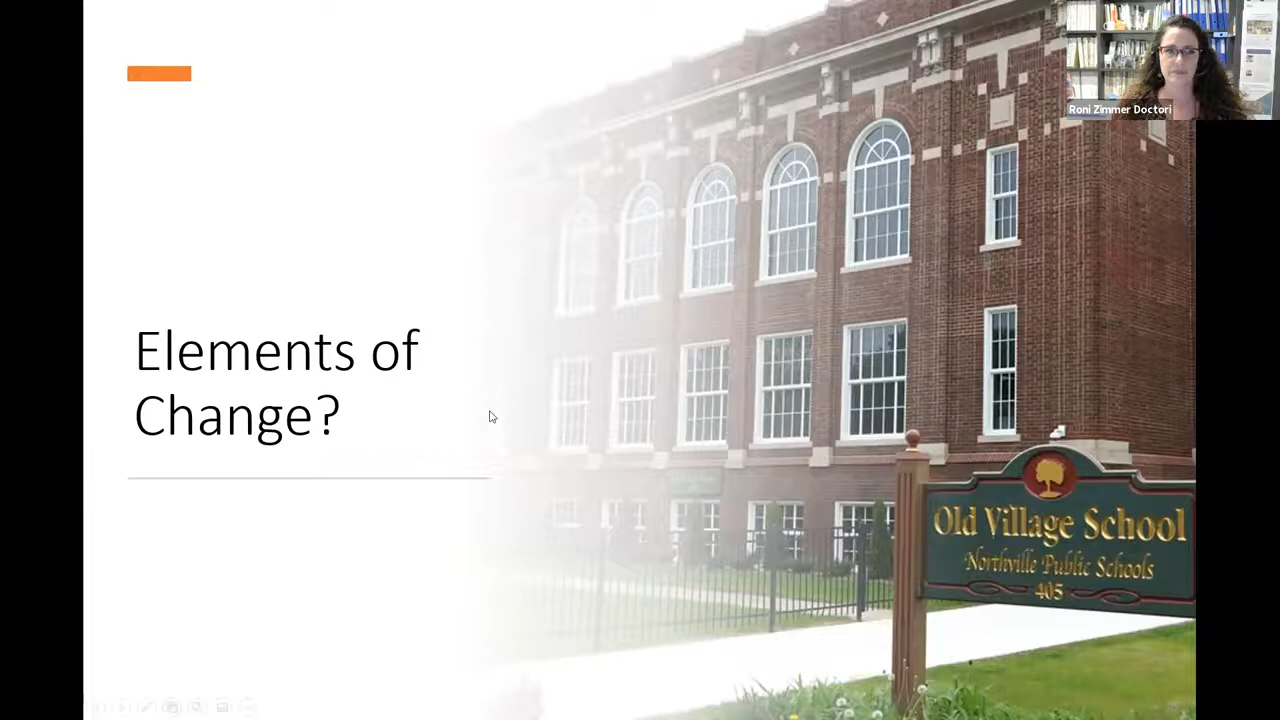 Roni Zimmer Doctori
Elements of
Change?
Old Village School
Northville Public Schools
405